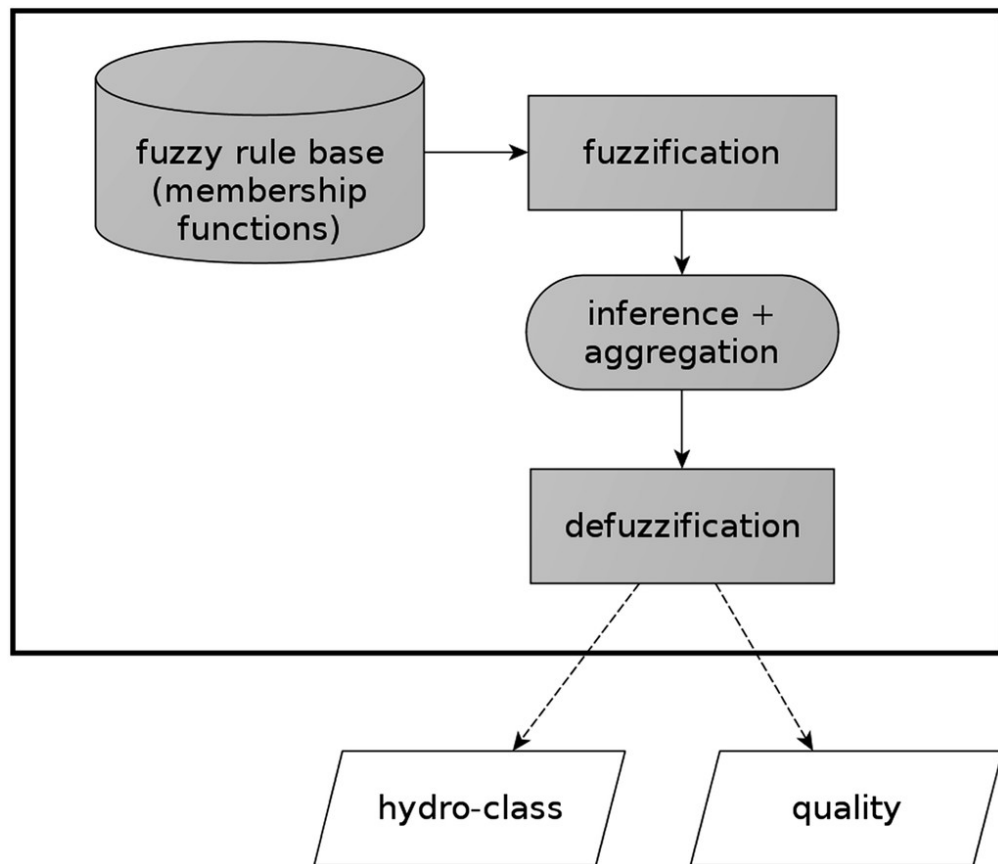 fuzzy rule base
(membership
functions)
fuzzification
inference +
aggregation
defuzzification
hydro-class
quality